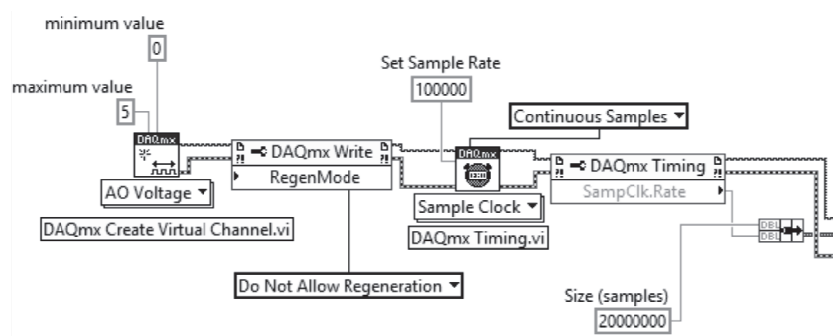 minimum value
0
maximum value
5
DAQmx
AO Voltage
DAQmx Create Virtual Channel.vi
DAQmx Write
RegenMode
Do Not Allow Regeneration
Set Sample Rate
100000
Continuous Samples
DAQmx
Sample Clock
DAQmx Timing.vi
DAQmx Timing
SampClk.Rate
DBL
DBL
Size (samples)
20000000